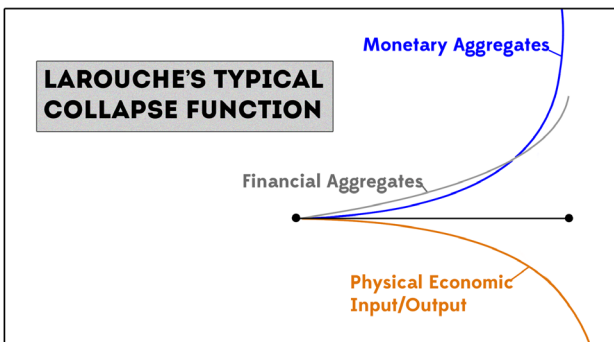 LAROUCHE'S TYPICAL
COLLAPSE FUNCTION
Monetary Aggregates
Financial Aggregates
Physical Economic
Input/Output